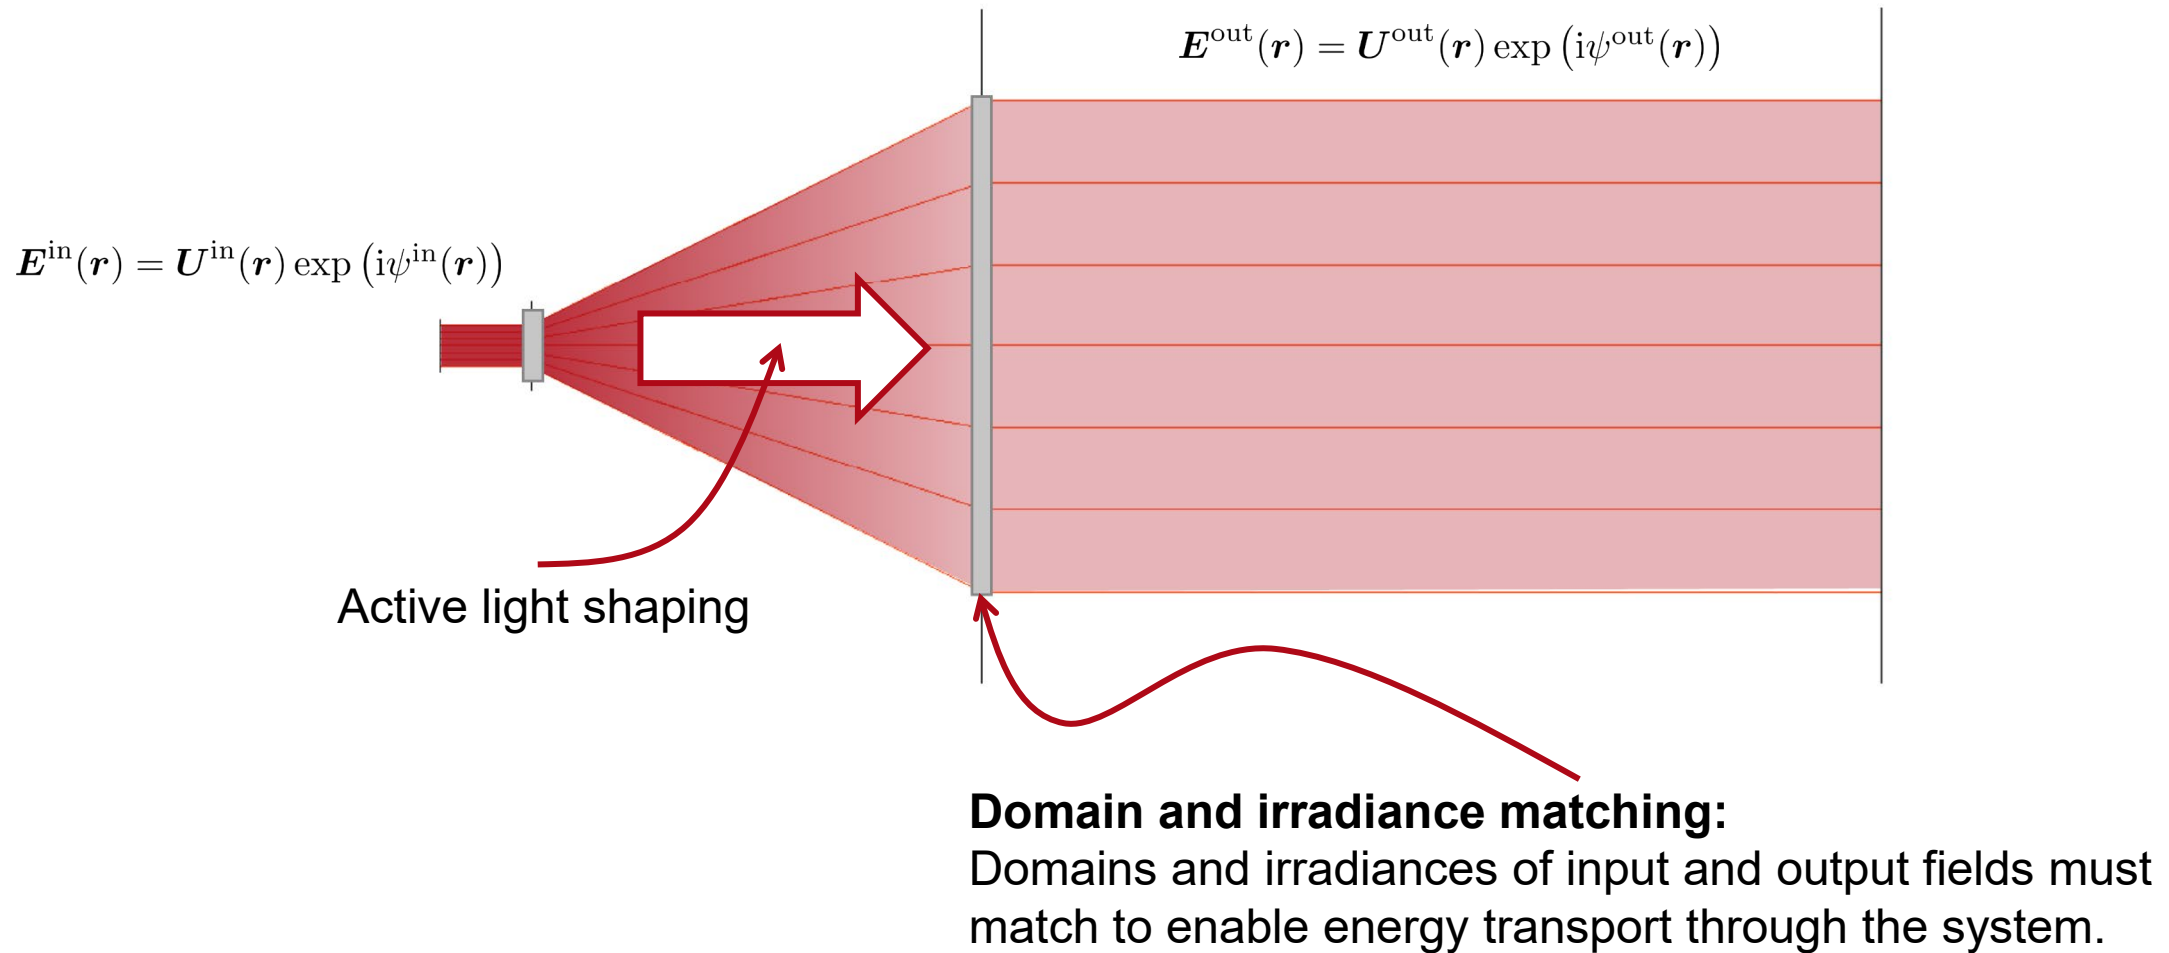 𝑬^out(𝒓) = 𝑼^out(𝒓) exp (iψ^out(𝒓))
𝑬^in(𝒓) = 𝑼^in(𝒓) exp (iψ^in(𝒓))
Active light shaping
Domain and irradiance matching:
Domains and irradiances of input and output fields must
match to enable energy transport through the system.